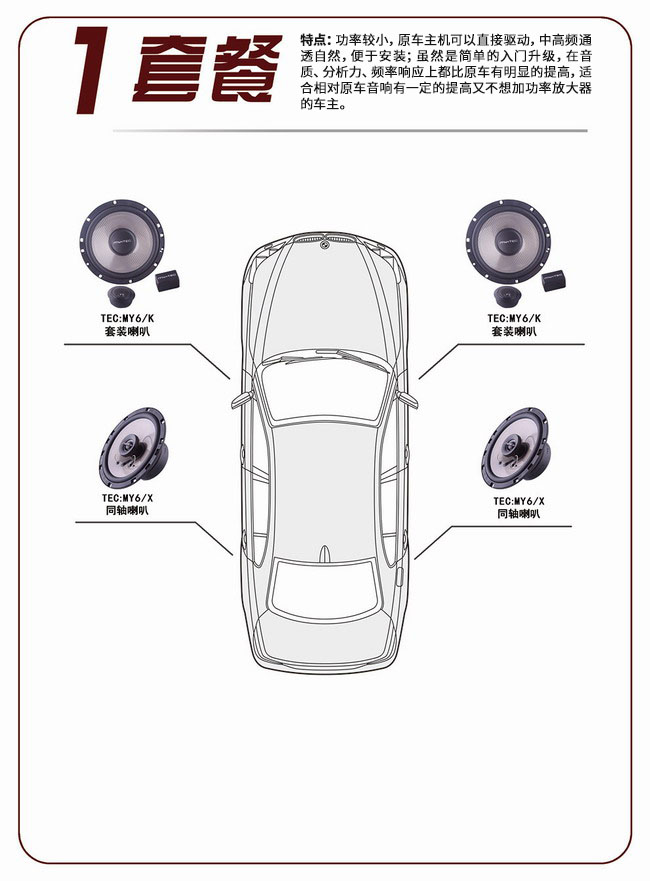 1套餐
特点：功率较小，原车主机可以直接驱动，中高频通
透自然，便于安装；虽然是简单的入门升级，在音
质、分析力、频率响应上都比原车有明显的提高，适
合相对原车音响有一定的提高又不想加功率放大器
的车主。
TEC:MY6/K
套装喇叭
TEC:MY6/K
套装喇叭
TEC:MY6/X
同轴喇叭
TEC:MY6/X
同轴喇叭